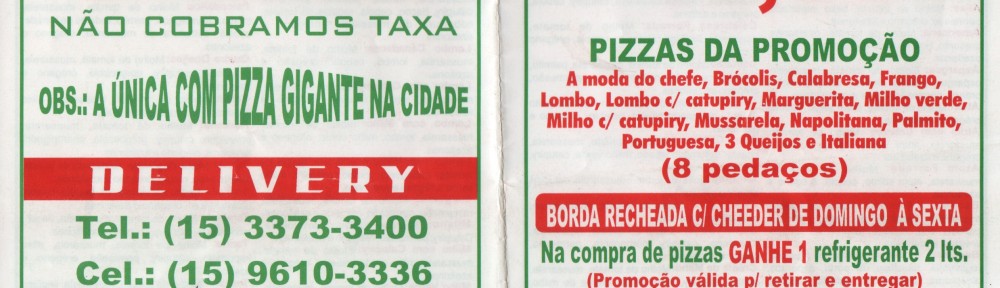 NÃO COBRAMOS TAXA
OBS.: A ÚNICA COM PIZZA GIGANTE NA CIDADE
DELIVERY
Tel.: (15) 3373-3400
Cel.: (15) 9610-3336
PIZZAS DA PROMOÇÃO
A moda do chefe, Brócolis, Calabresa, Frango,
Lombo, Lombo c/ catupiry, Marguerita, Milho verde,
Milho c/ catupiry, Mussarela, Napolitana, Palmito,
Portuguesa, 3 Queijos e Italiana
(8 pedaços)
BORDA RECHEADA C/ CHEEDER DE DOMINGO À SEXTA
Na compra de pizzas GANHE 1 refrigerante 2 lts.
(Promoção válida p/ retirar e entregar)